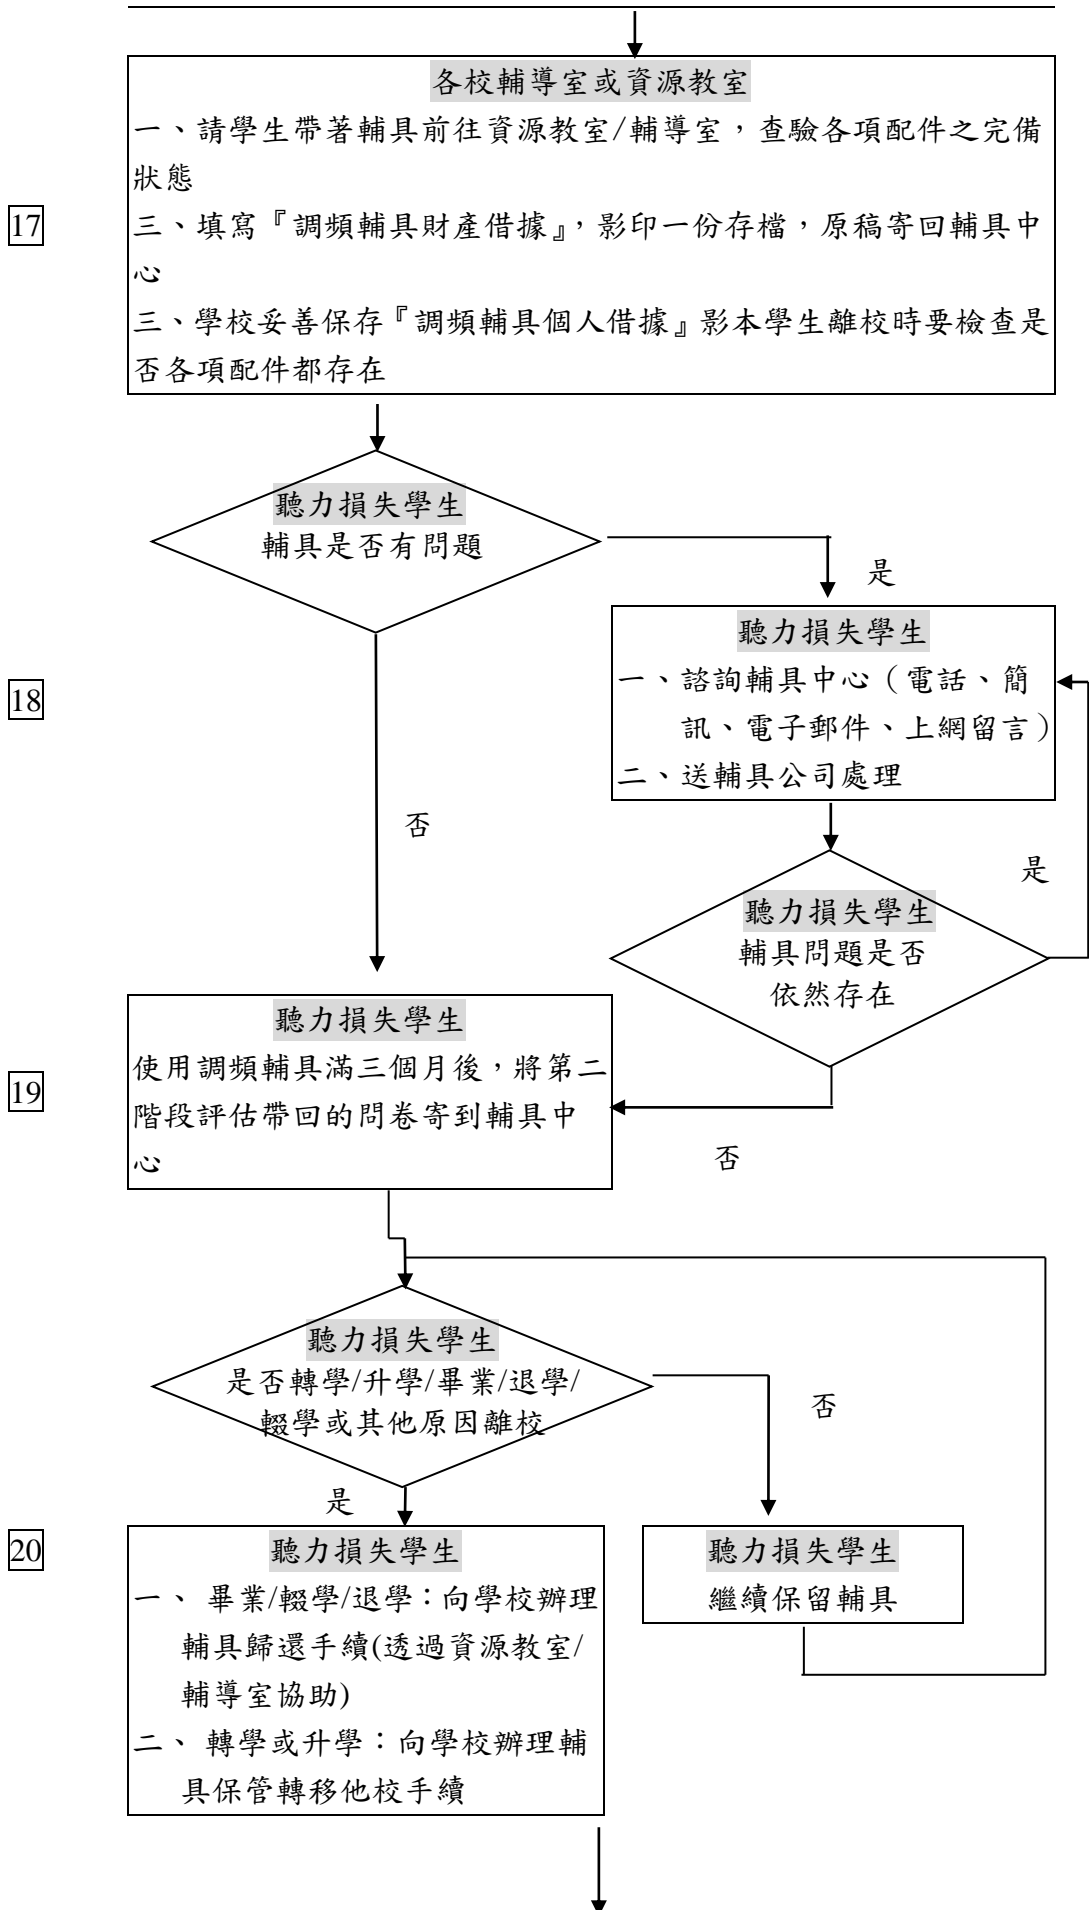 各校輔導室或資源教室
一、請學生帶著輔具前往資源教室/輔導室，查驗各項配件之完備
狀態
17
三、填寫『調頻輔具財產借據』，影印一份存檔，原稿寄回輔具中
心
三、學校妥善保存『調頻輔具個人借據』影本學生離校時要檢查是
否各項配件都存在
聽力損失學生
輔具是否有問題
是
聽力損失學生
18
一、諮詢輔具中心（電話、簡
訊、電子郵件、上網留言）
二、送輔具公司處理
否
是
聽力損失學生
輔具問題是否
依然存在
聽力損失學生
19
使用調頻輔具滿三個月後，將第二
階段評估帶回的問卷寄到輔具中
心
否
聽力損失學生
是否轉學/升學/畢業/退學/
輟學或其他原因離校
否
是
20
聽力損失學生
一、 畢業/輟學/退學：向學校辦理
輔具歸還手續(透過資源教室/
輔導室協助)
二、 轉學或升學：向學校辦理輔
具保管轉移他校手續
聽力損失學生
繼續保留輔具